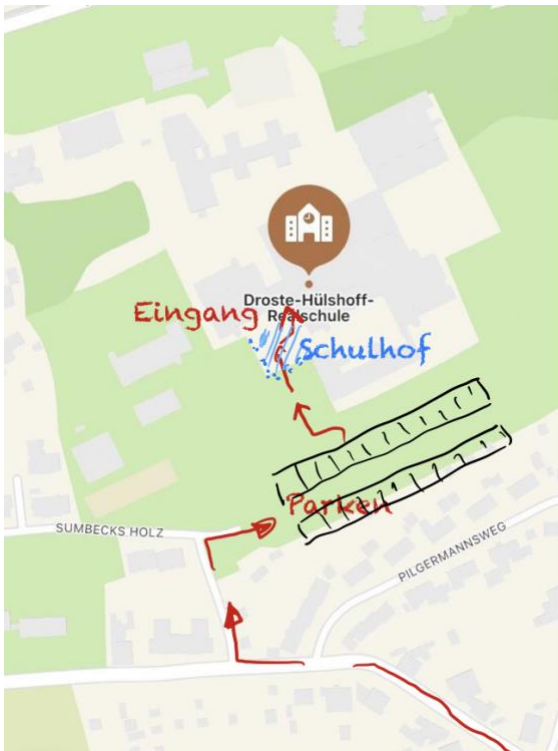 Droste-Hülshoff-
Realschule
Eingang
Schulhof
Parken
SUMBECKS HOLZ
PILGERMANNSWEG